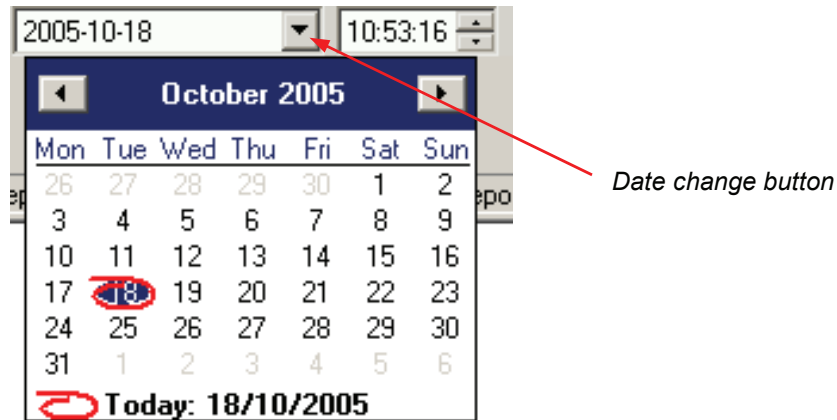 2005-10-18 10:53:16
October 2005
Mon Tue Wed Thu Fri Sat Sun
26 27 28 29 30 1 2
Date change button
3 4 5 6 7 8 9
10 11 12 13 14 15 16
17 18 19 20 21 22 23
24 25 26 27 28 29 30
31 1 2 3 4 5 6
Today: 18/10/2005